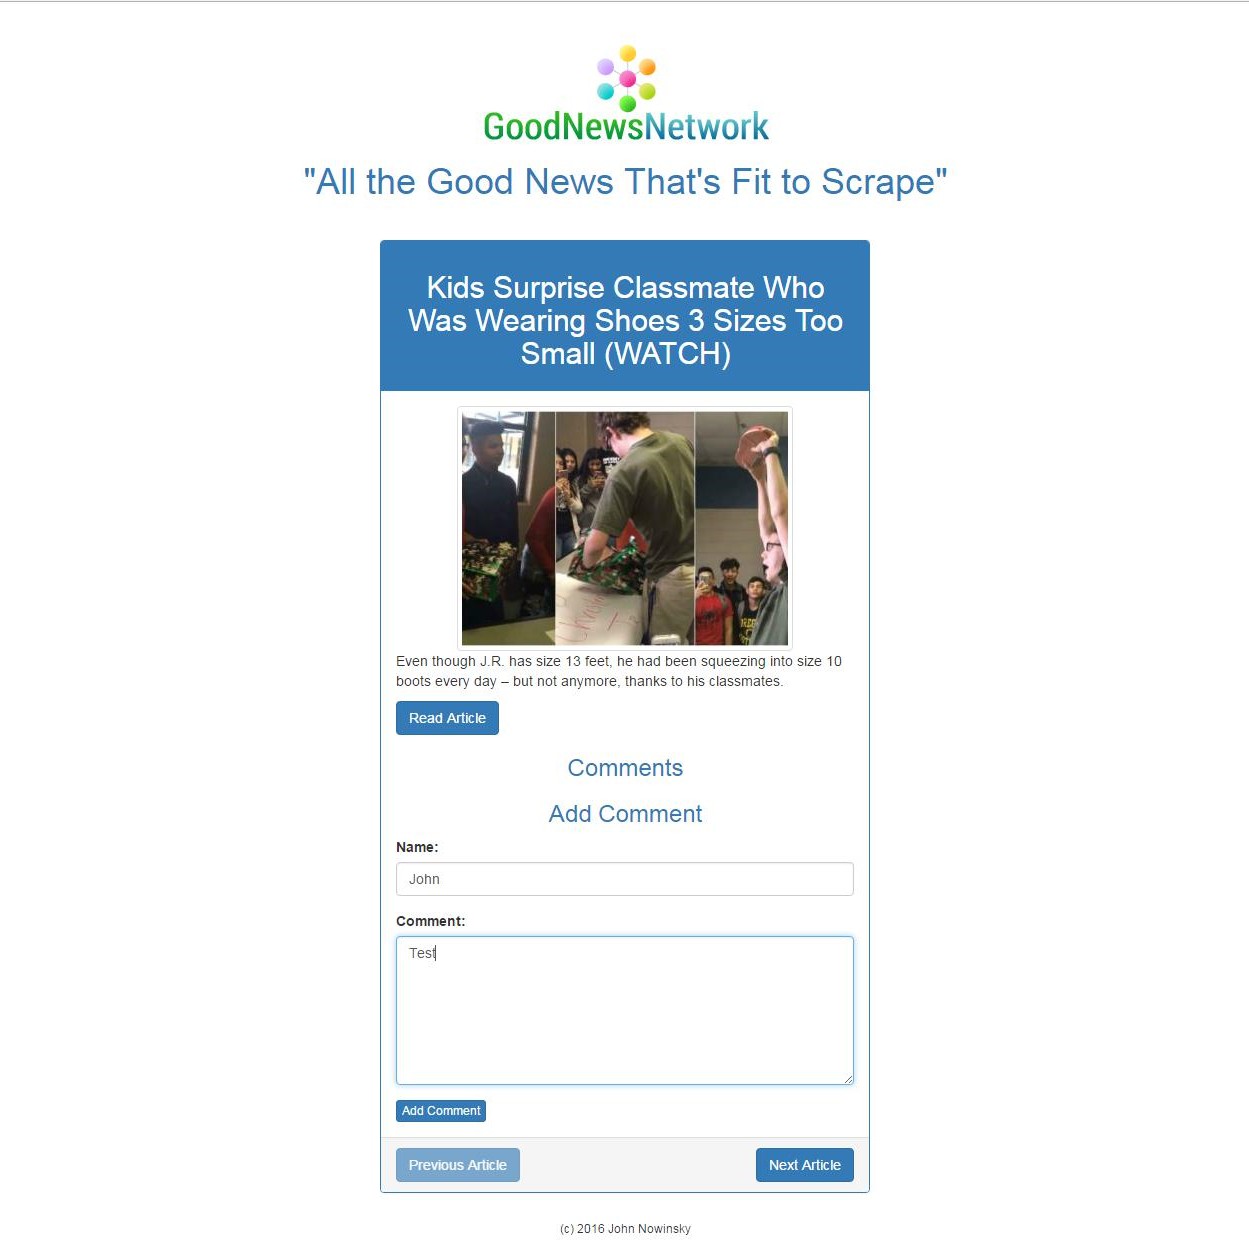 GoodNewsNetwork
"All the Good News That's Fit to Scrape"
Kids Surprise Classmate Who
Was Wearing Shoes 3 Sizes Too
Small (WATCH)
Even though J.R. has size 13 feet, he had been squeezing into size 10
boots every day – but not anymore, thanks to his classmates.
Read Article
Comments
Add Comment
Name:
John
Comment:
Test
Add Comment
Previous Article
Next Article
(c) 2016 John Nowinsky